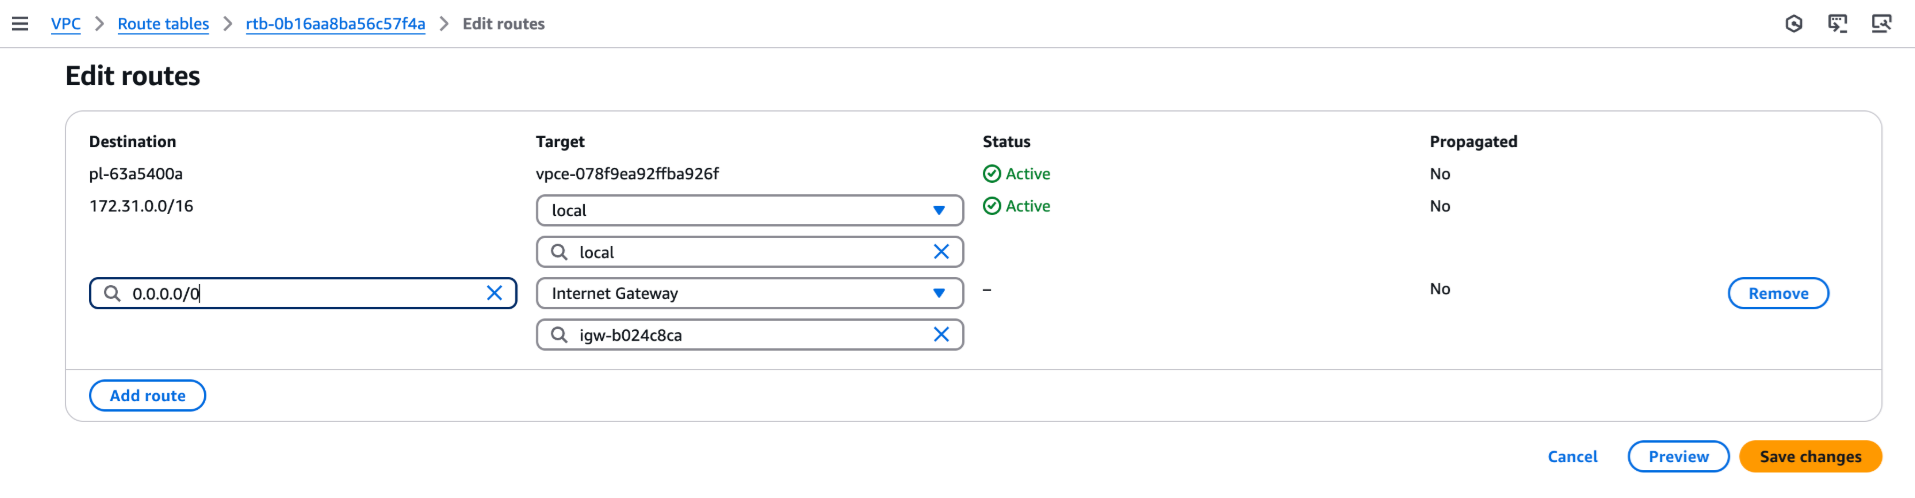 VPC > Route tables > rtb-0b16aa8ba56c57f4a > Edit routes
Edit routes
Destination Target Status Propagated
pl-63a5400a vpce-078f9ea92ffba926f Active No
172.31.0.0/16 local Active No
local
0.0.0.0/0 Internet Gateway – No Remove
igw-b024c8ca
Add route
Cancel Preview Save changes